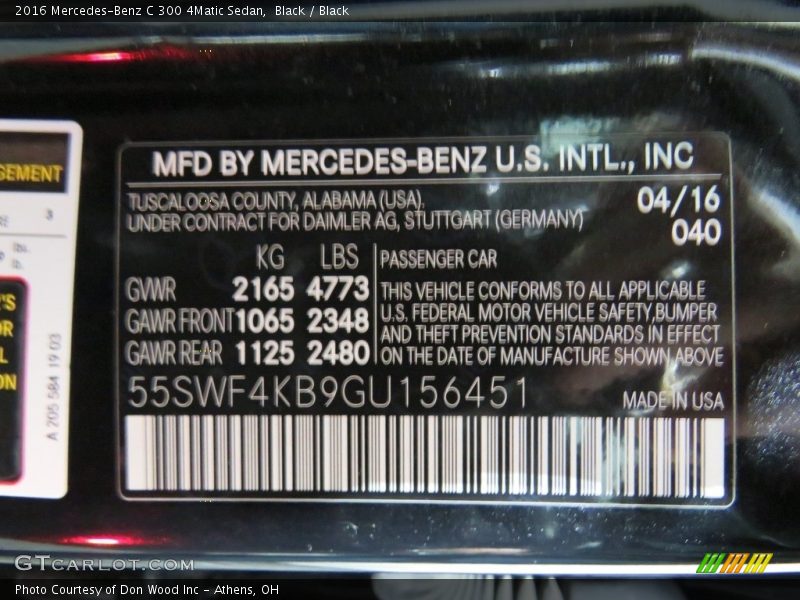 2016 Mercedes-Benz C 300 4Matic Sedan, Black / Black
GEMENT
3
lbs.
A 205 584 19 03
MFD BY MERCEDES-BENZ U.S. INTL., INC
TUSCALOOSA COUNTY, ALABAMA (USA).
UNDER CONTRACT FOR DAIMLER AG, STUTTGART (GERMANY)
04/16
040
KG LBS
GVWR 2165 4773
GAWR FRONT 1065 2348
GAWR REAR 1125 2480
PASSENGER CAR
THIS VEHICLE CONFORMS TO ALL APPLICABLE
U.S. FEDERAL MOTOR VEHICLE SAFETY,BUMPER
AND THEFT PREVENTION STANDARDS IN EFFECT
ON THE DATE OF MANUFACTURE SHOWN ABOVE
55SWF4KB9GU156451
MADE IN USA
GTCARLOT.COM
Photo Courtesy of Don Wood Inc - Athens, OH